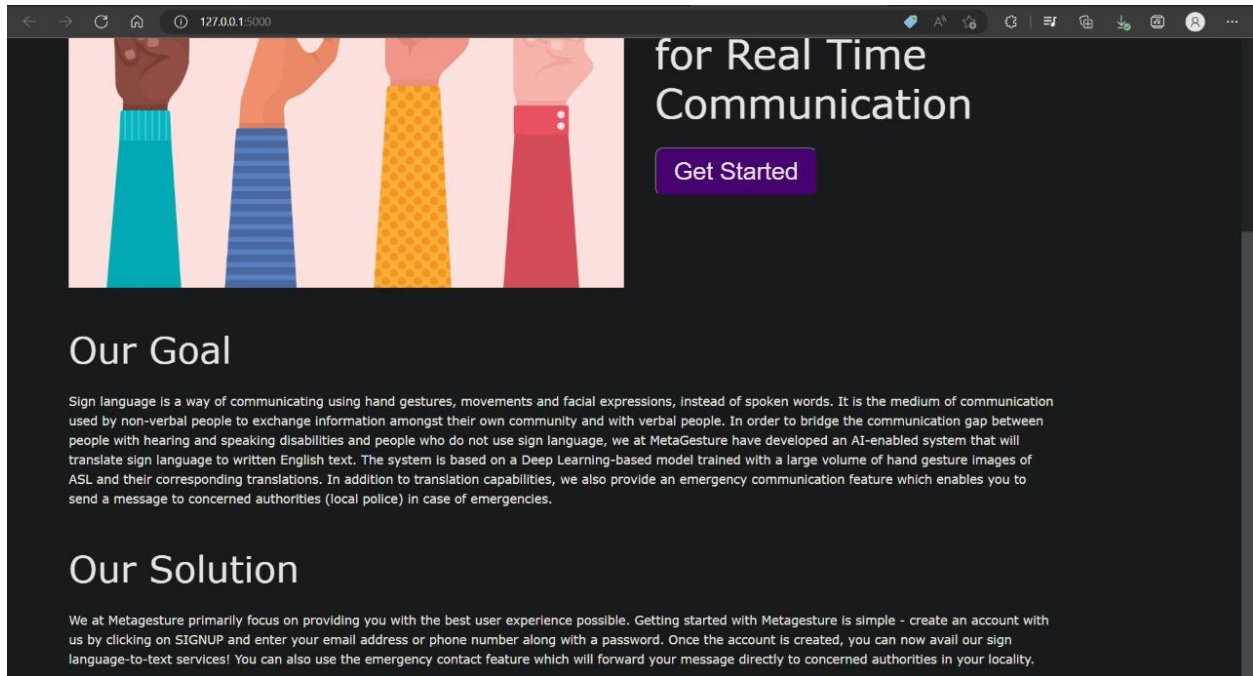 127.0.0.1:5000
for Real Time
Communication
Get Started
Our Goal
Sign language is a way of communicating using hand gestures, movements and facial expressions, instead of spoken words. It is the medium of communication
used by non-verbal people to exchange information amongst their own community and with verbal people. In order to bridge the communication gap between
people with hearing and speaking disabilities and people who do not use sign language, we at MetaGesture have developed an AI-enabled system that will
translate sign language to written English text. The system is based on a Deep Learning-based model trained with a large volume of hand gesture images of
ASL and their corresponding translations. In addition to translation capabilities, we also provide an emergency communication feature which enables you to
send a message to concerned authorities (local police) in case of emergencies.
Our Solution
We at Metagesture primarily focus on providing you with the best user experience possible. Getting started with Metagesture is simple - create an account with
us by clicking on SIGNUP and enter your email address or phone number along with a password. Once the account is created, you can now avail our sign
language-to-text services! You can also use the emergency contact feature which will forward your message directly to concerned authorities in your locality.